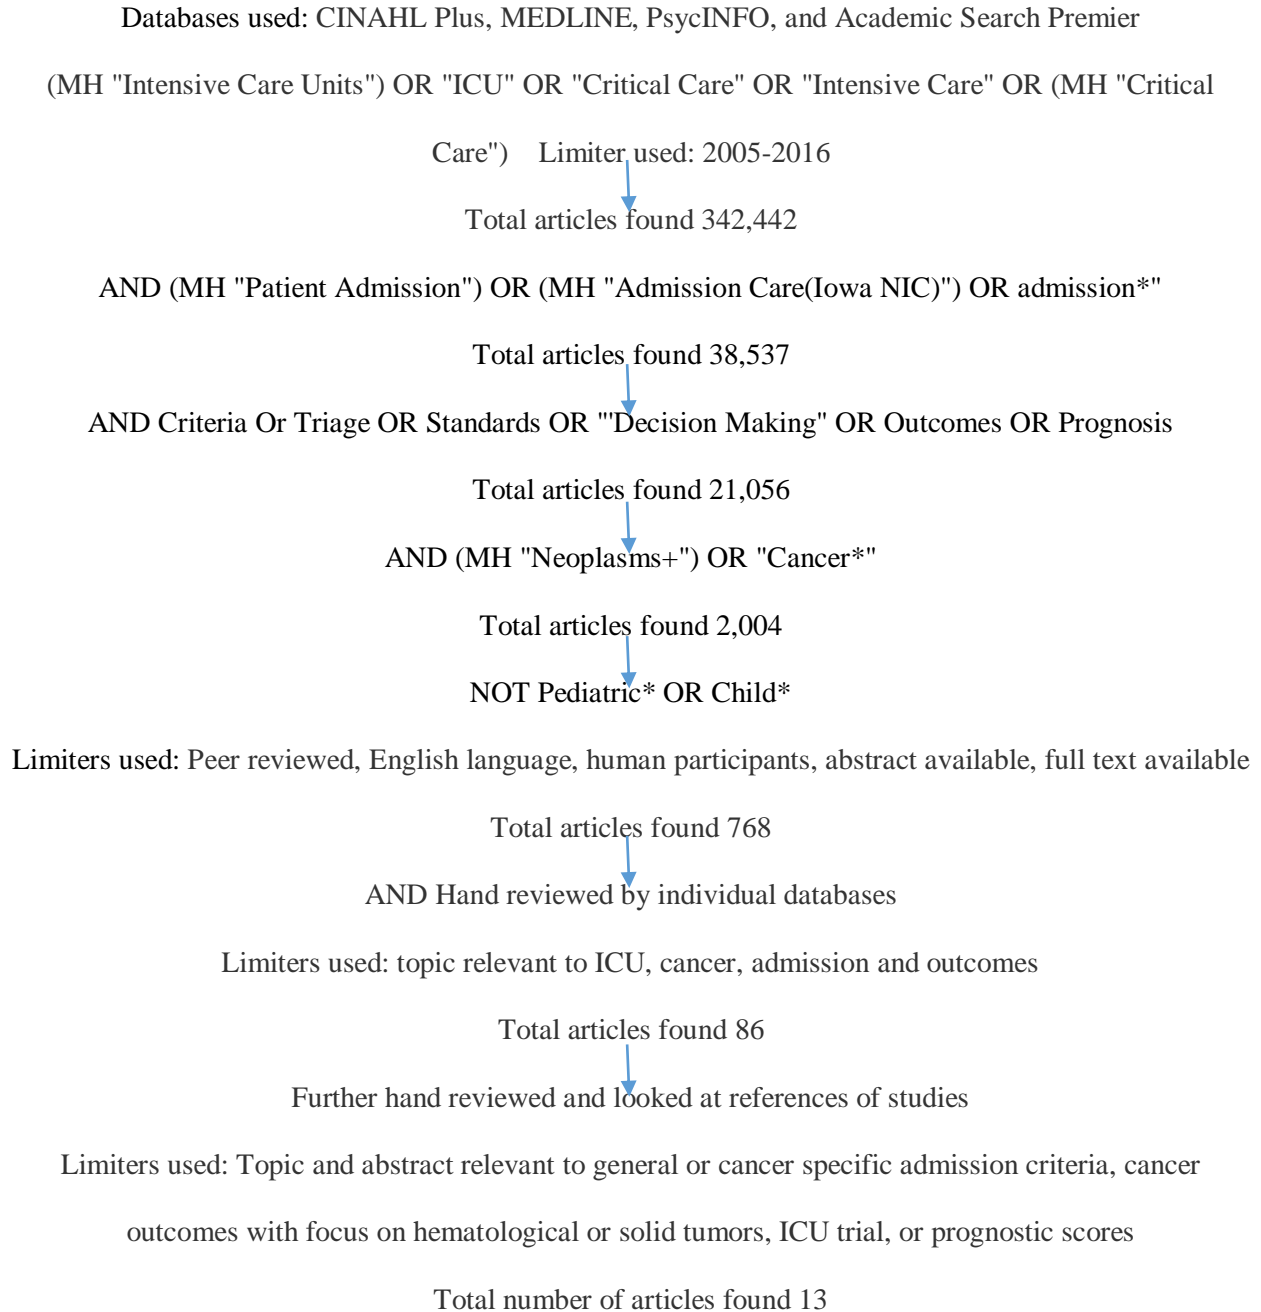 Databases used: CINAHL Plus, MEDLINE, PsycINFO, and Academic Search Premier
(MH "Intensive Care Units") OR "ICU" OR "Critical Care" OR "Intensive Care" OR (MH "Critical
Care") Limiter used: 2005-2016
Total articles found 342,442
AND (MH "Patient Admission") OR (MH "Admission Care(Iowa NIC)") OR admission*"
Total articles found 38,537
AND Criteria Or Triage OR Standards OR "'Decision Making" OR Outcomes OR Prognosis
Total articles found 21,056
AND (MH "Neoplasms+") OR "Cancer*"
Total articles found 2,004
NOT Pediatric* OR Child*
Limiters used: Peer reviewed, English language, human participants, abstract available, full text available
Total articles found 768
AND Hand reviewed by individual databases
Limiters used: topic relevant to ICU, cancer, admission and outcomes
Total articles found 86
Further hand reviewed and looked at references of studies
Limiters used: Topic and abstract relevant to general or cancer specific admission criteria, cancer
outcomes with focus on hematological or solid tumors, ICU trial, or prognostic scores
Total number of articles found 13